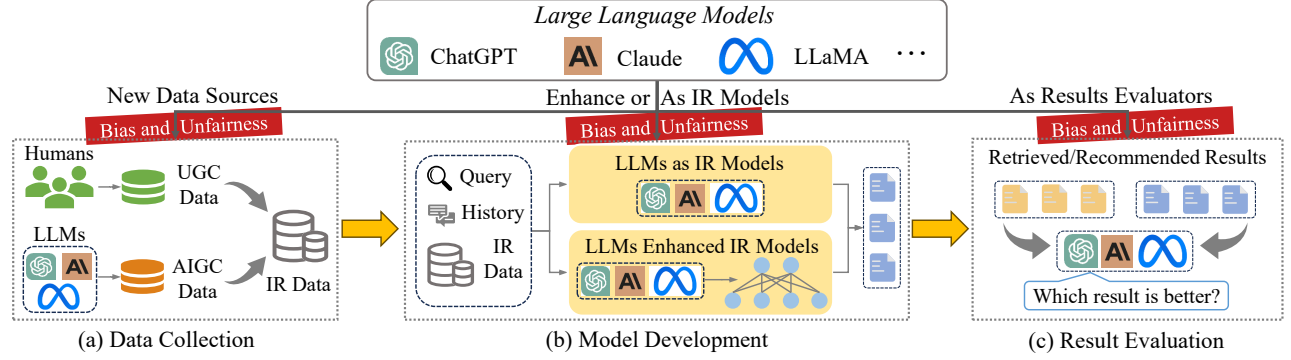 Large Language Models
ChatGPT
Claude
LLaMA
...
New Data Sources
Enhance or As IR Models
As Results Evaluators
Bias and Unfairness
Bias and Unfairness
Bias and Unfairness
Humans
UGC
Data
LLMs
AIGC
Data
IR Data
(a) Data Collection
Query
History
IR
Data
LLMs as IR Models
LLMs Enhanced IR Models
(b) Model Development
Retrieved/Recommended Results
Which result is better?
(c) Result Evaluation